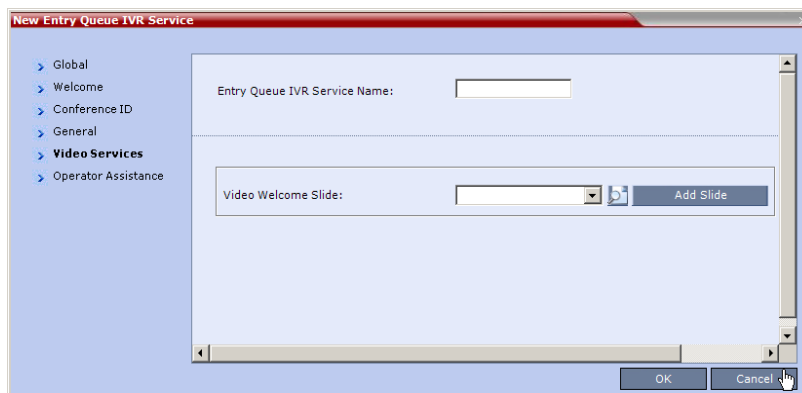 New Entry Queue IVR Service
Global
Welcome
Conference ID
General
Video Services
Operator Assistance
Entry Queue IVR Service Name:
Video Welcome Slide:
Add Slide
OK
Cancel